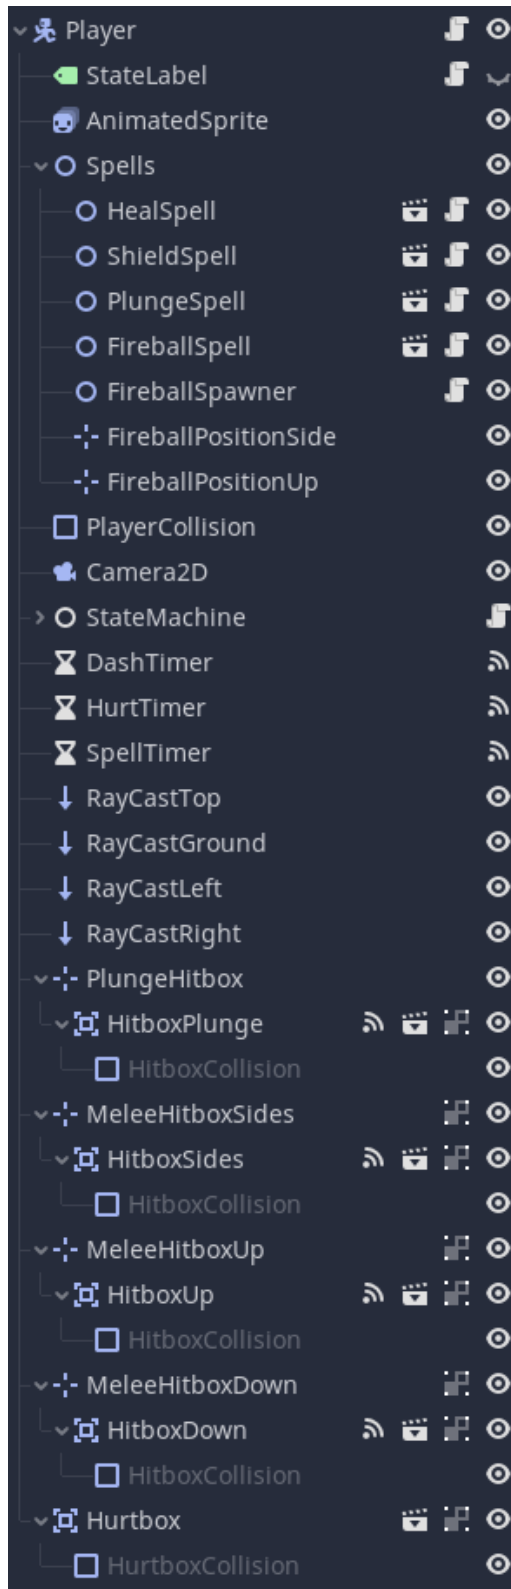 Player
StateLabel
AnimatedSprite
Spells
HealSpell
ShieldSpell
PlungeSpell
FireballSpell
FireballSpawner
FireballPositionSide
FireballPositionUp
PlayerCollision
Camera2D
StateMachine
DashTimer
HurtTimer
SpellTimer
RayCastTop
RayCastGround
RayCastLeft
RayCastRight
PlungeHitbox
HitboxPlunge
HitboxCollision
MeleeHitboxSides
HitboxSides
HitboxCollision
MeleeHitboxUp
HitboxUp
HitboxCollision
MeleeHitboxDown
HitboxDown
HitboxCollision
Hurtbox
HurtboxCollision